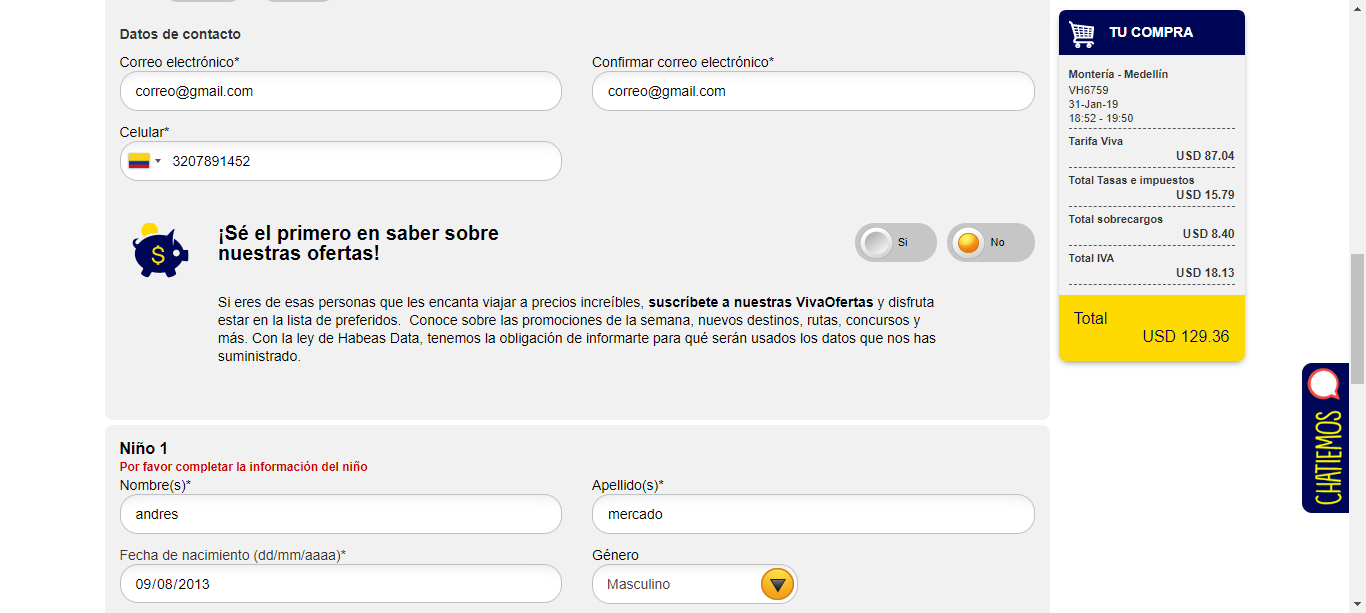 Datos de contacto
Correo electrónico*
Confirmar correo electrónico*
correo@gmail.com
correo@gmail.com
Celular*
3207891452
$
¡Sé el primero en saber sobre
nuestras ofertas!
Si
No
Si eres de esas personas que les encanta viajar a precios increíbles, suscríbete a nuestras VivaOfertas y disfruta
estar en la lista de preferidos.  Conoce sobre las promociones de la semana, nuevos destinos, rutas, concursos y
más. Con la ley de Habeas Data, tenemos la obligación de informarte para qué serán usados los datos que nos has
suministrado.
Niño 1
Por favor completar la información del niño
Nombre(s)*
Apellido(s)*
andres
mercado
Fecha de nacimiento (dd/mm/aaaa)*
Género
09/08/2013
Masculino
TU COMPRA
Montería - Medellín
VH6759
31-Jan-19
18:52 - 19:50
Tarifa Viva
USD 87.04
Total Tasas e impuestos
USD 15.79
Total sobrecargos
USD 8.40
Total IVA
USD 18.13
Total
USD 129.36
CHATIEMOS